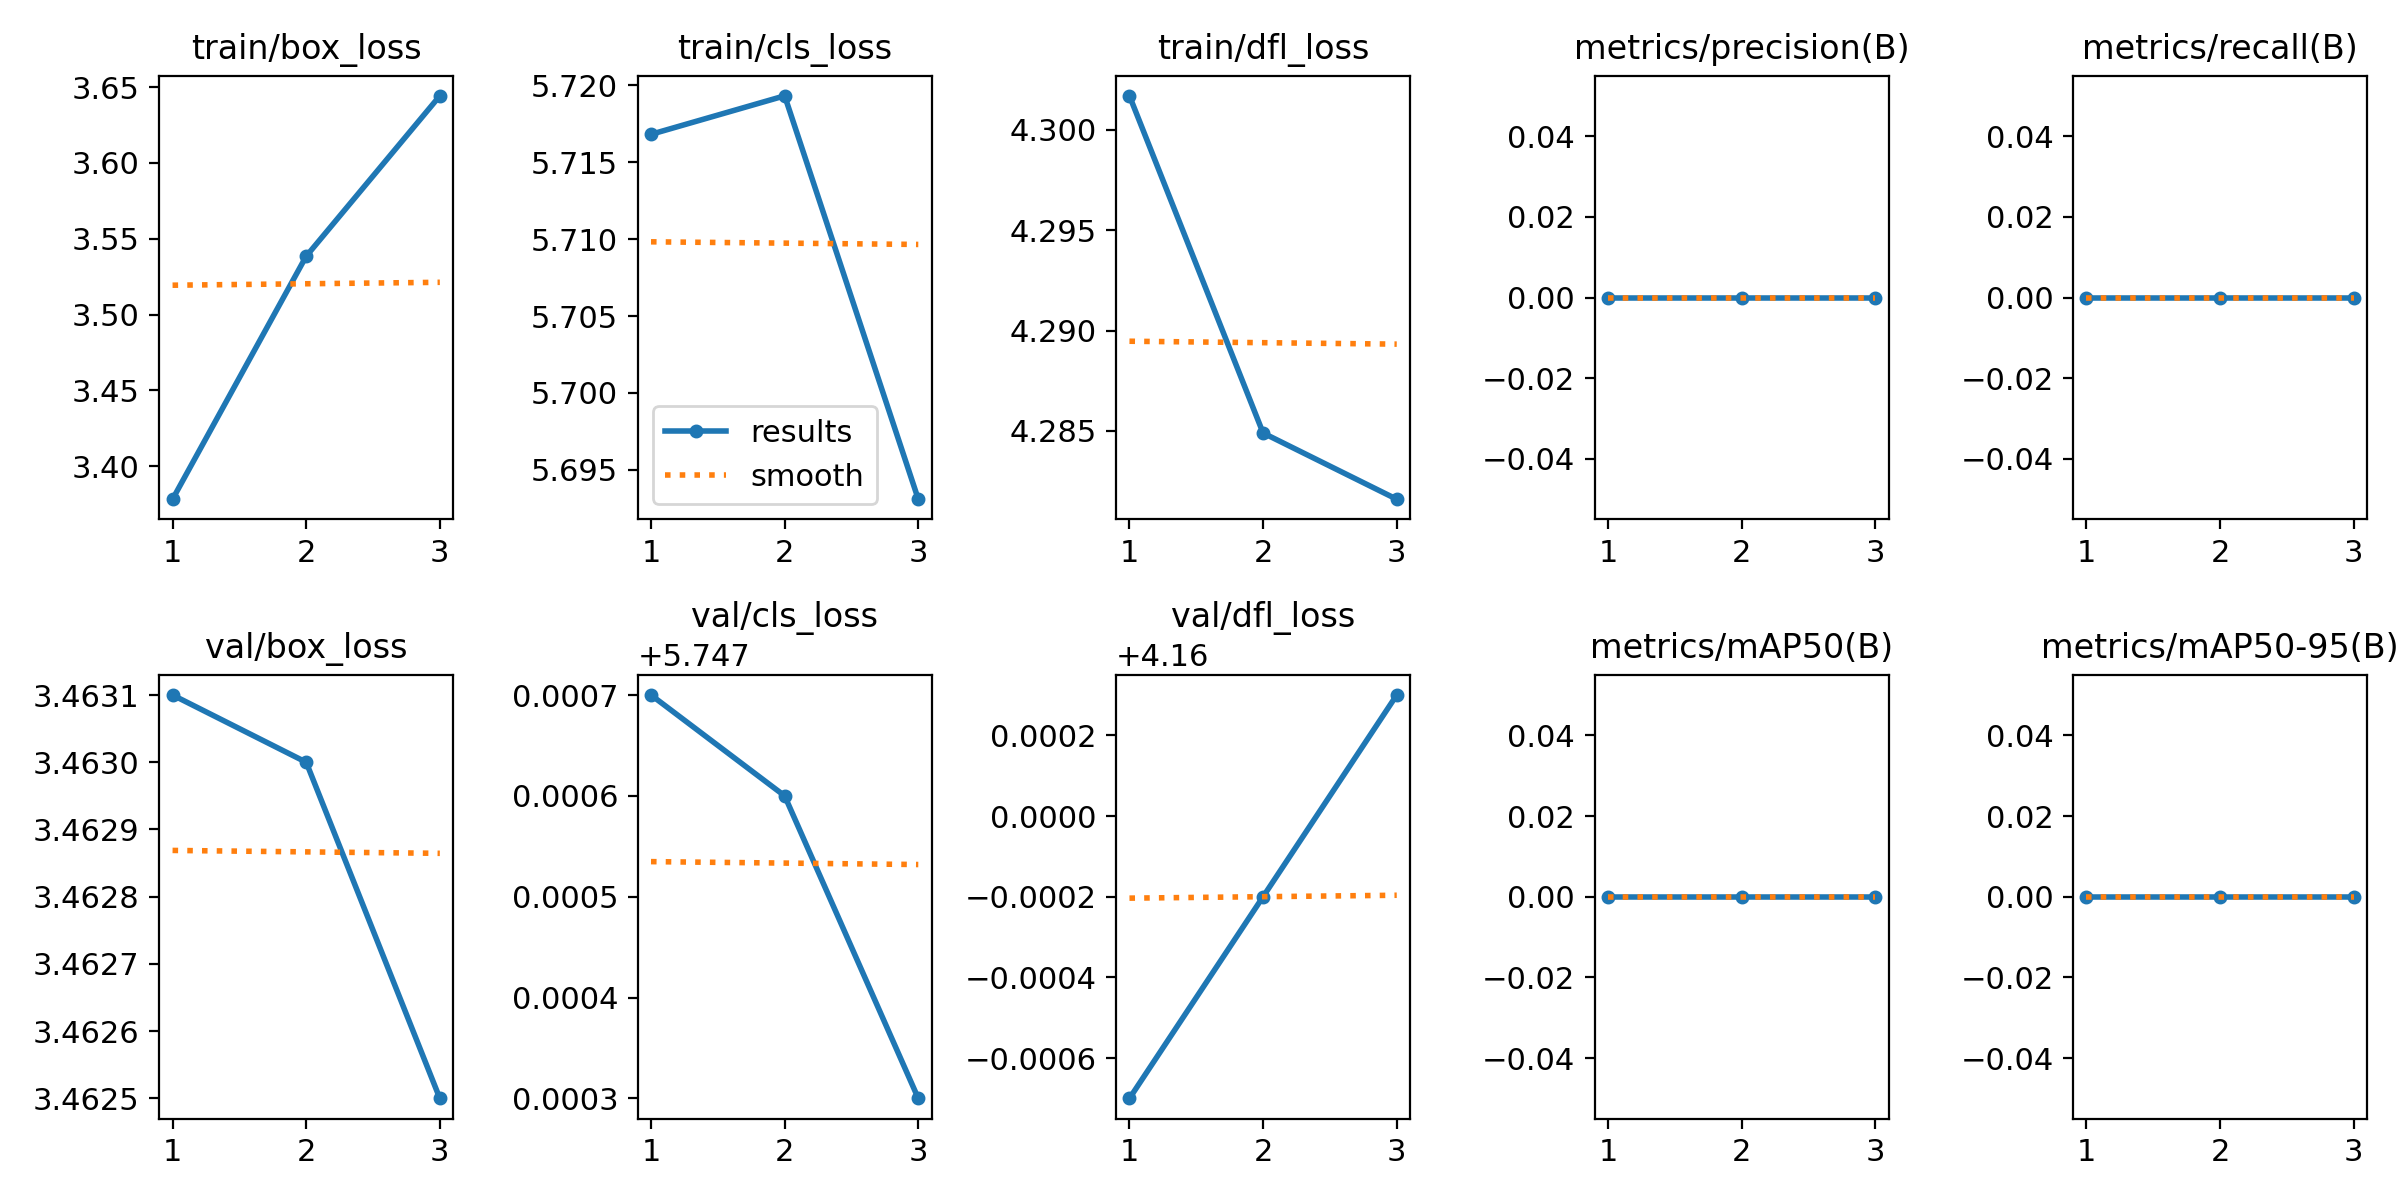 train/box_loss
3.65
3.60
3.55
3.50
3.45
3.40
1 2 3
train/cls_loss
5.720
5.715
5.710
5.705
5.700
5.695
results
smooth
1 2 3
train/dfl_loss
4.300
4.295
4.290
4.285
1 2 3
metrics/precision(B)
0.04
0.02
0.00
−0.02
−0.04
1 2 3
metrics/recall(B)
0.04
0.02
0.00
−0.02
−0.04
1 2 3
val/box_loss
3.4631
3.4630
3.4629
3.4628
3.4627
3.4626
3.4625
1 2 3
val/cls_loss
+5.747
0.0007
0.0006
0.0005
0.0004
0.0003
1 2 3
val/dfl_loss
+4.16
0.0002
0.0000
−0.0002
−0.0004
−0.0006
1 2 3
metrics/mAP50(B)
0.04
0.02
0.00
−0.02
−0.04
1 2 3
metrics/mAP50-95(B)
0.04
0.02
0.00
−0.02
−0.04
1 2 3